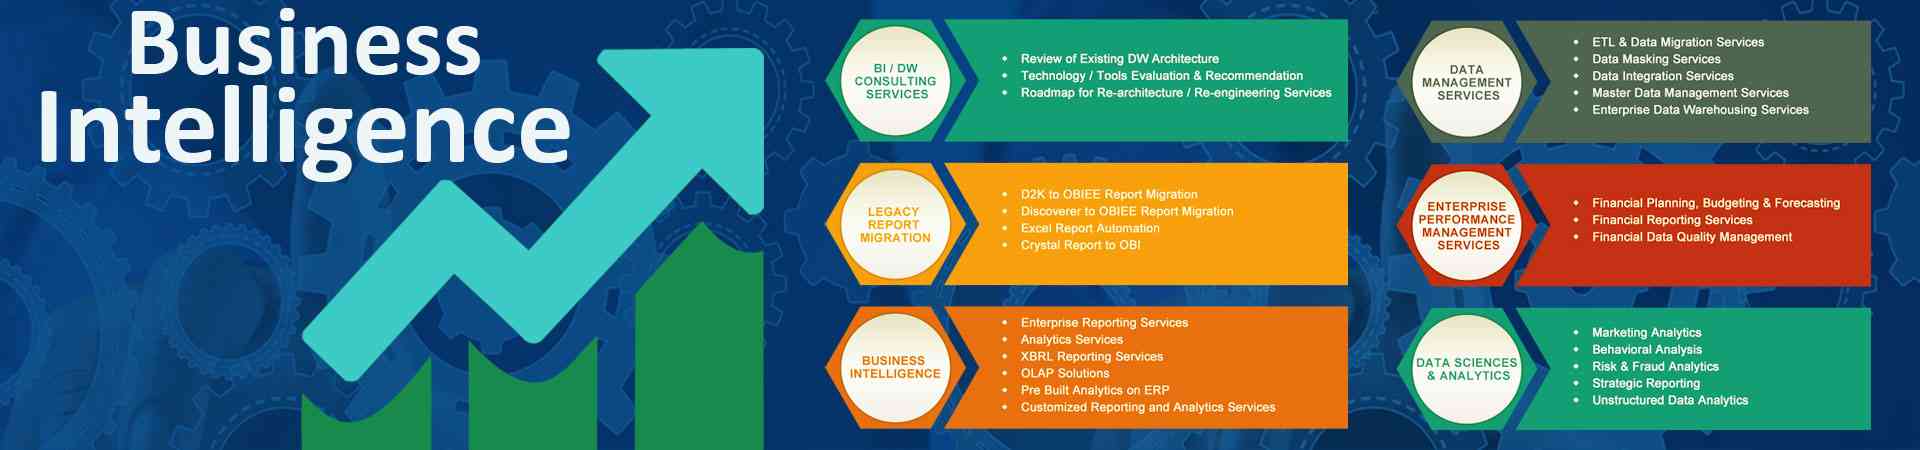 Business
Intelligence
BI / DW
CONSULTING
SERVICES
Review of Existing DW Architecture
Technology / Tools Evaluation & Recommendation
Roadmap for Re-architecture / Re-engineering Services
LEGACY
REPORT
MIGRATION
D2K to OBIEE Report Migration
Discoverer to OBIEE Report Migration
Excel Report Automation
Crystal Report to OBI
BUSINESS
INTELLIGENCE
Enterprise Reporting Services
Analytics Services
XBRL Reporting Services
OLAP Solutions
Pre Built Analytics on ERP
Customized Reporting and Analytics Services
DATA
MANAGEMENT
SERVICES
ETL & Data Migration Services
Data Masking Services
Data Integration Services
Master Data Management Services
Enterprise Data Warehousing Services
ENTERPRISE
PERFORMANCE
MANAGEMENT
SERVICES
Financial Planning, Budgeting & Forecasting
Financial Reporting Services
Financial Data Quality Management
DATA SCIENCES
& ANALYTICS
Marketing Analytics
Behavioral Analysis
Risk & Fraud Analytics
Strategic Reporting
Unstructured Data Analytics